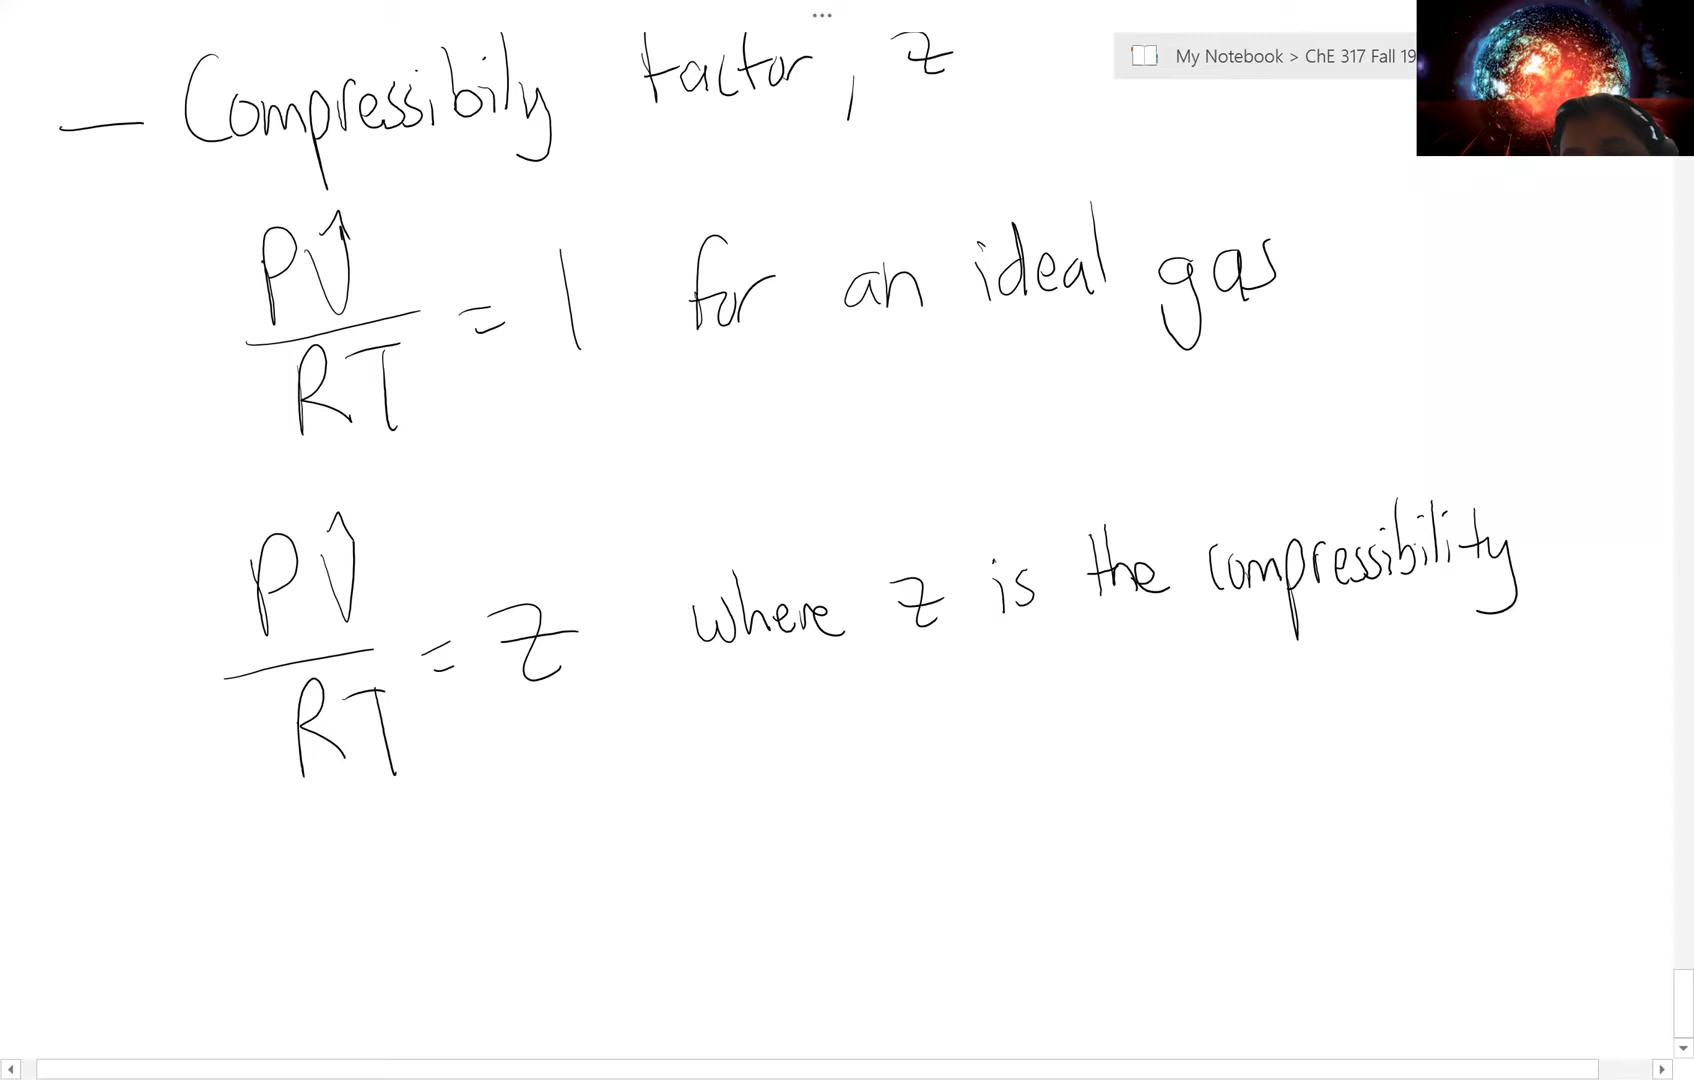 — Compressibily factor, z
My Notebook > ChE 317 Fall 19
PV̂
RT
= 1 for an ideal gas
PV̂
RT
= z where z is the compressibility